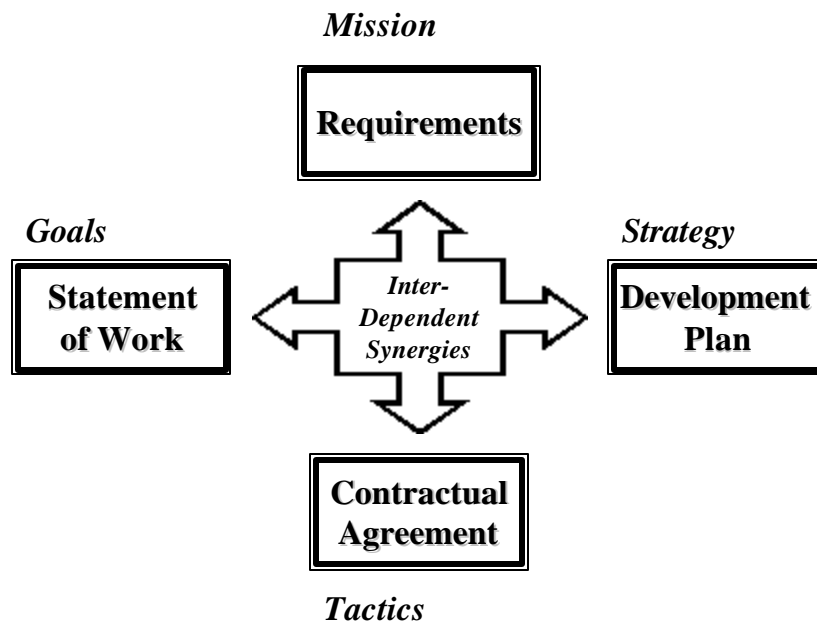 Mission
Requirements
Goals
Strategy
Statement
of Work
Inter-
Dependent
Synergies
Development
Plan
Contractual
Agreement
Tactics